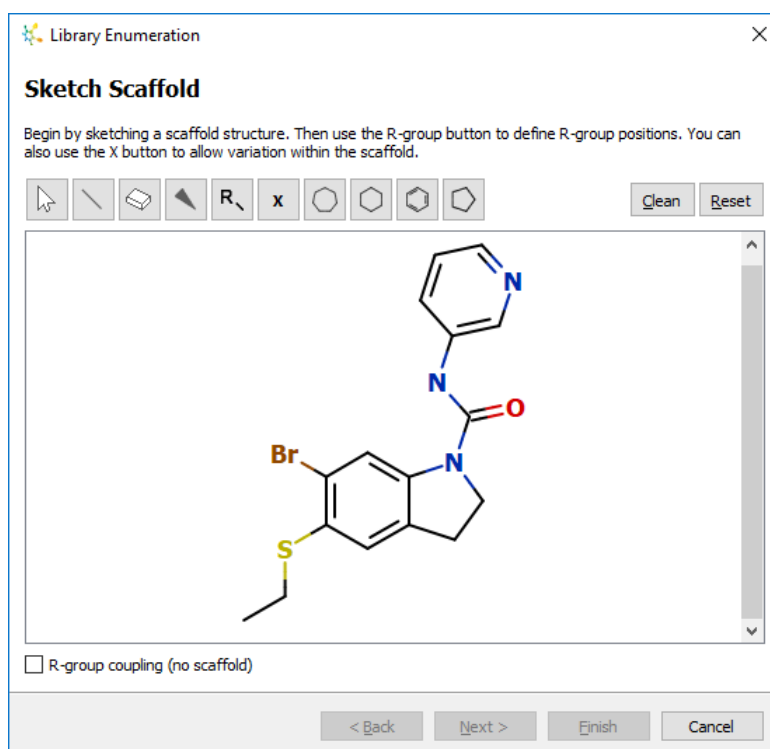 Library Enumeration
Sketch Scaffold
Begin by sketching a scaffold structure. Then use the R-group button to define R-group positions. You can
also use the X button to allow variation within the scaffold.
R x Clean Reset
N
N
O
Br N
S
R-group coupling (no scaffold)
< Back Next > Finish Cancel